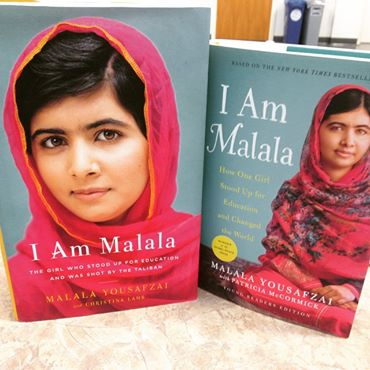 I Am Malala
THE GIRL WHO STOOD UP FOR EDUCATION
AND WAS SHOT BY THE TALIBAN
MALALA YOUSAFZAI
WITH CHRISTINA LAMB
BASED ON THE NEW YORK TIMES BESTSELLER
I Am
Malala
How One Girl
Stood Up for
Education
and Changed
the World
MALALA YOUSAFZAI
WITH PATRICIA McCORMICK
YOUNG READERS EDITION